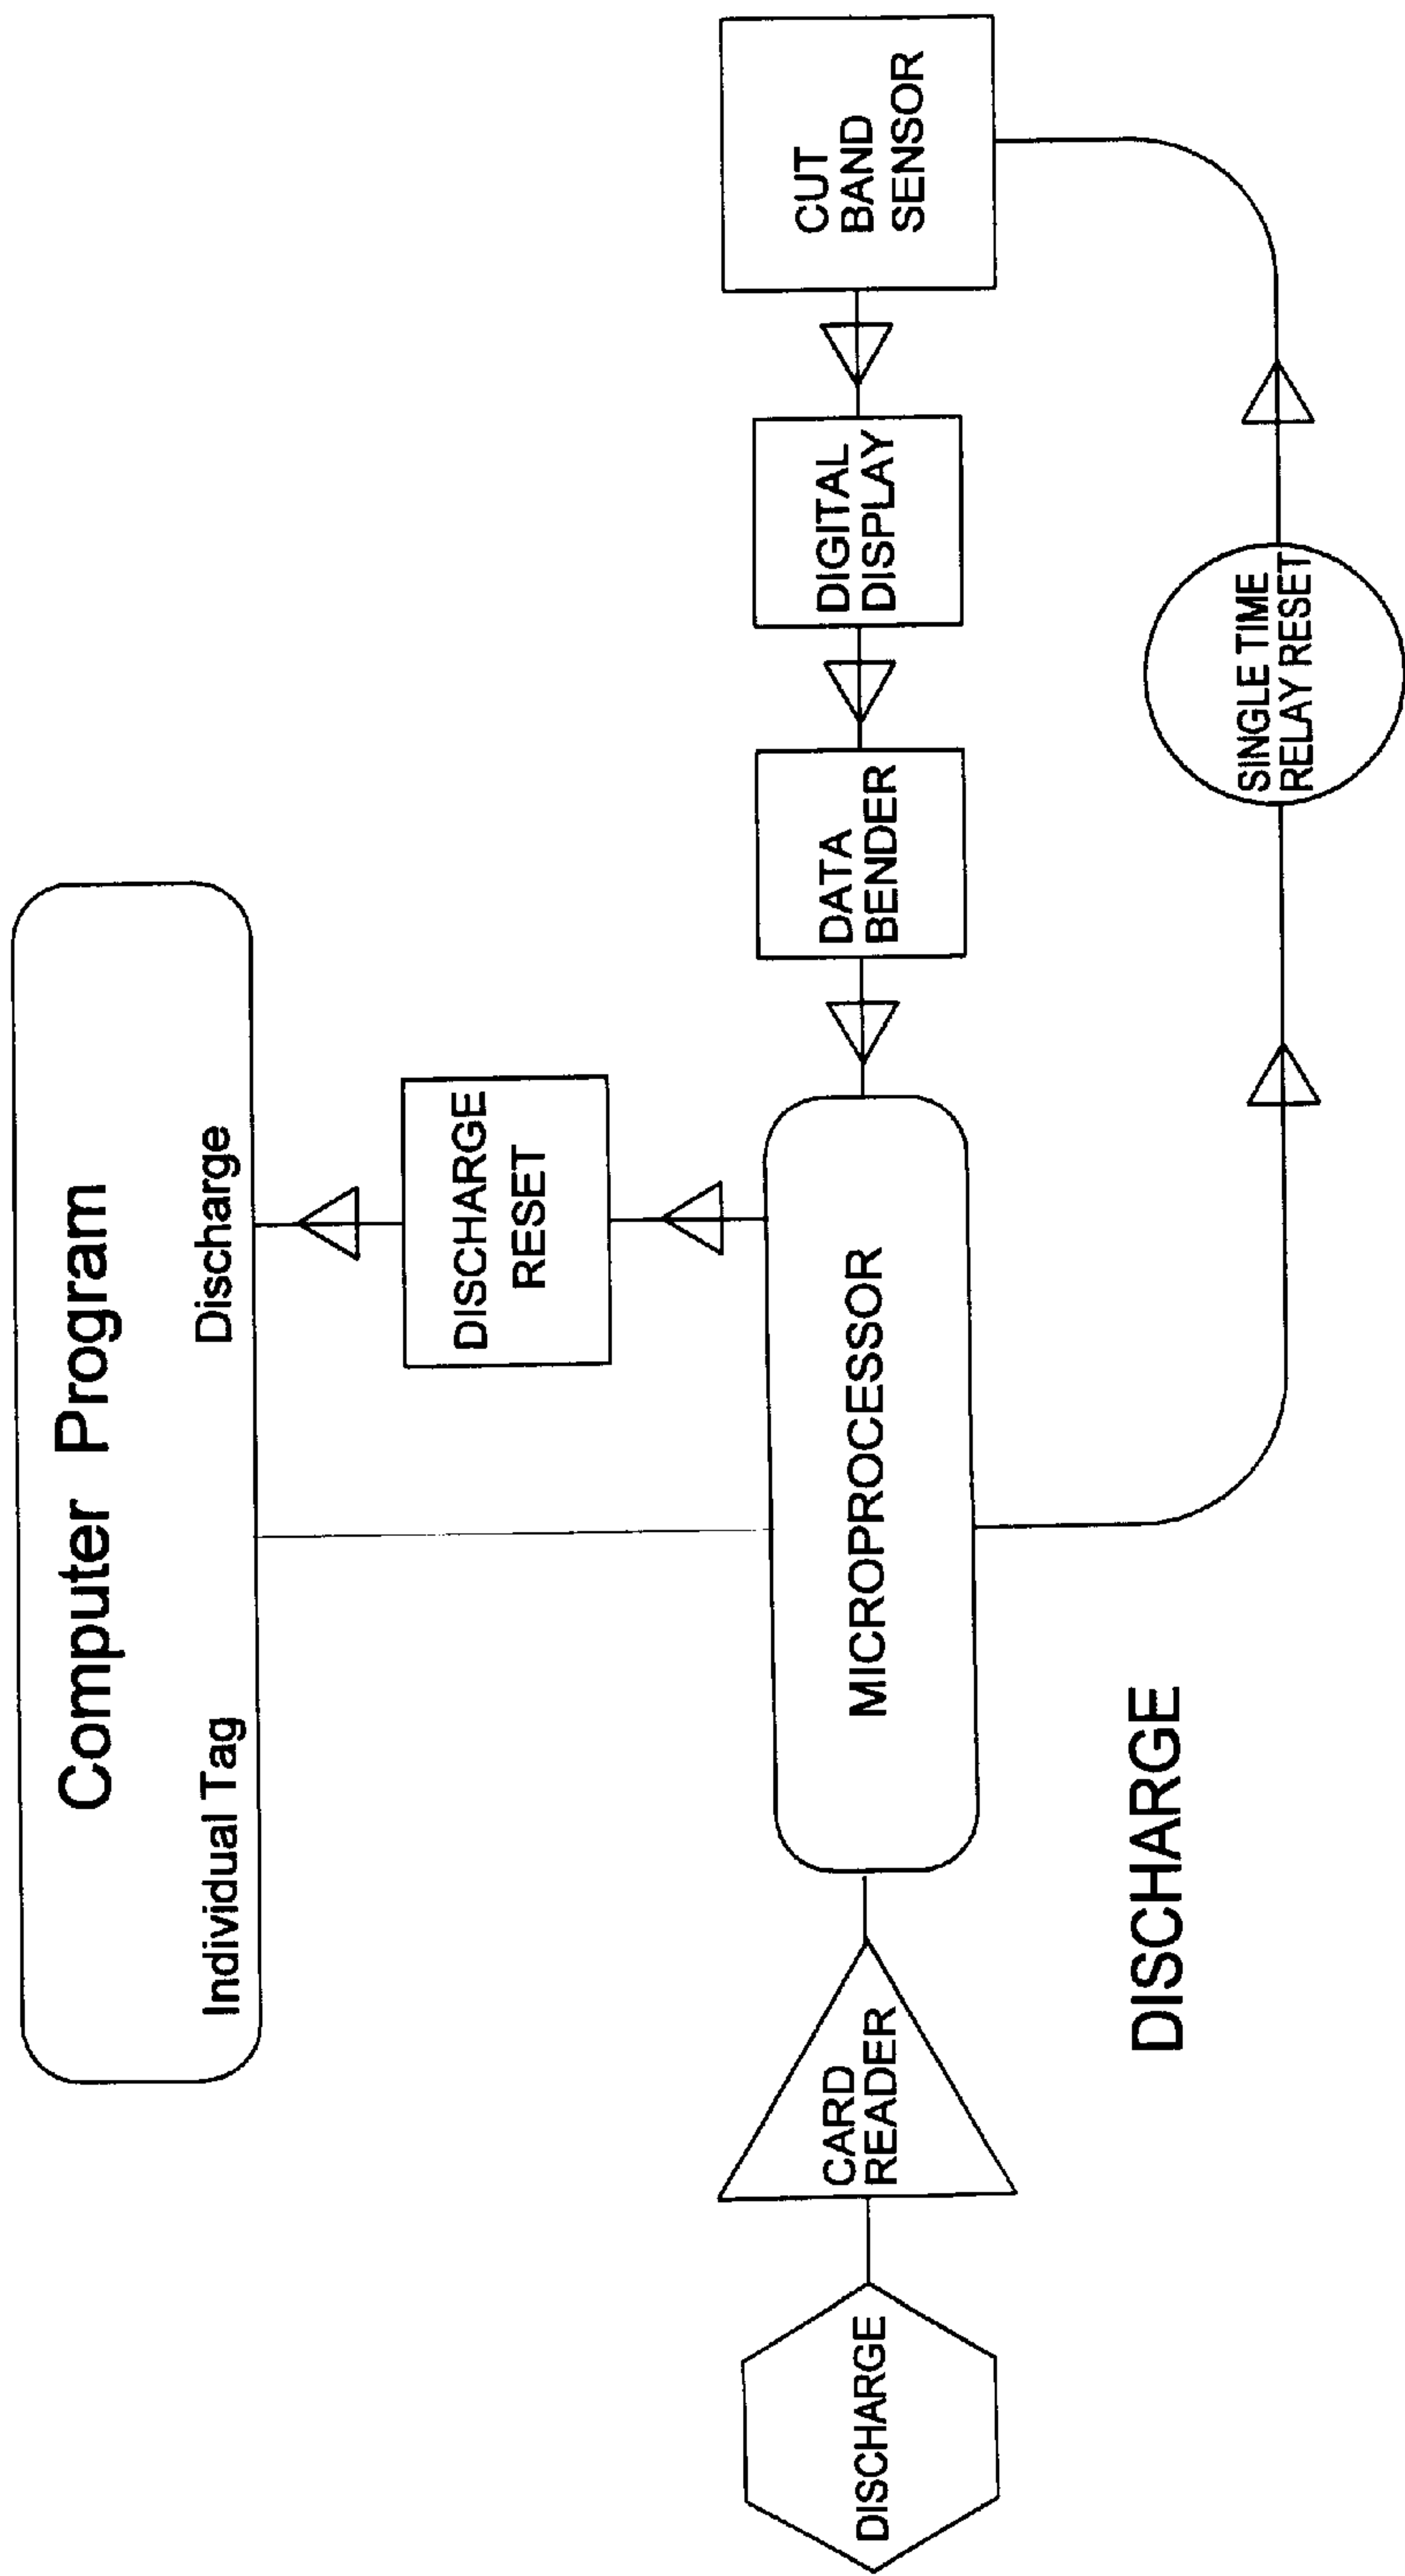 Computer Program
Individual Tag
Discharge
DISCHARGE
RESET
DISCHARGE
CARD
READER
MICROPROCESSOR
DATA
BENDER
DIGITAL
DISPLAY
CUT
BAND
SENSOR
SINGLE TIME
RELAY RESET
DISCHARGE